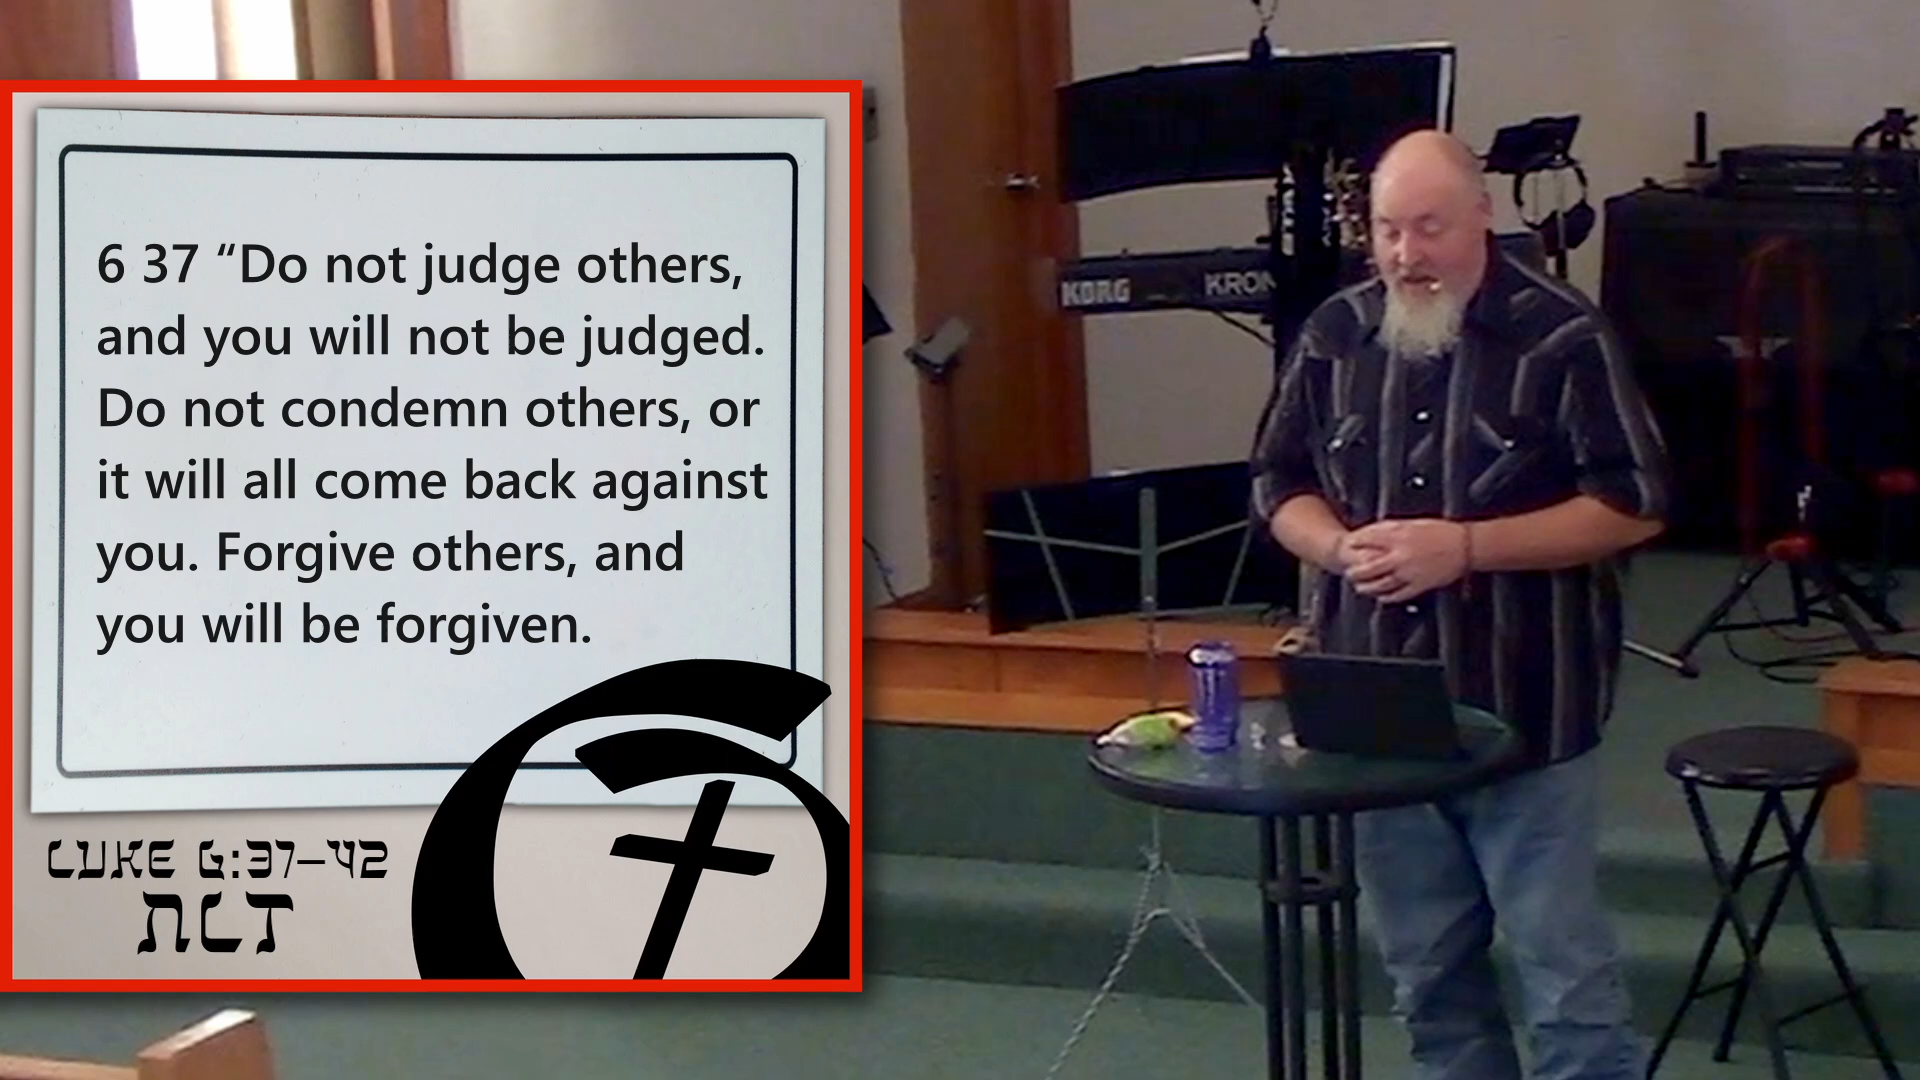 6 37 “Do not judge others,
and you will not be judged.
Do not condemn others, or
it will all come back against
you. Forgive others, and
you will be forgiven.
LUKE 6:37–42
NLT
KORG
KRON